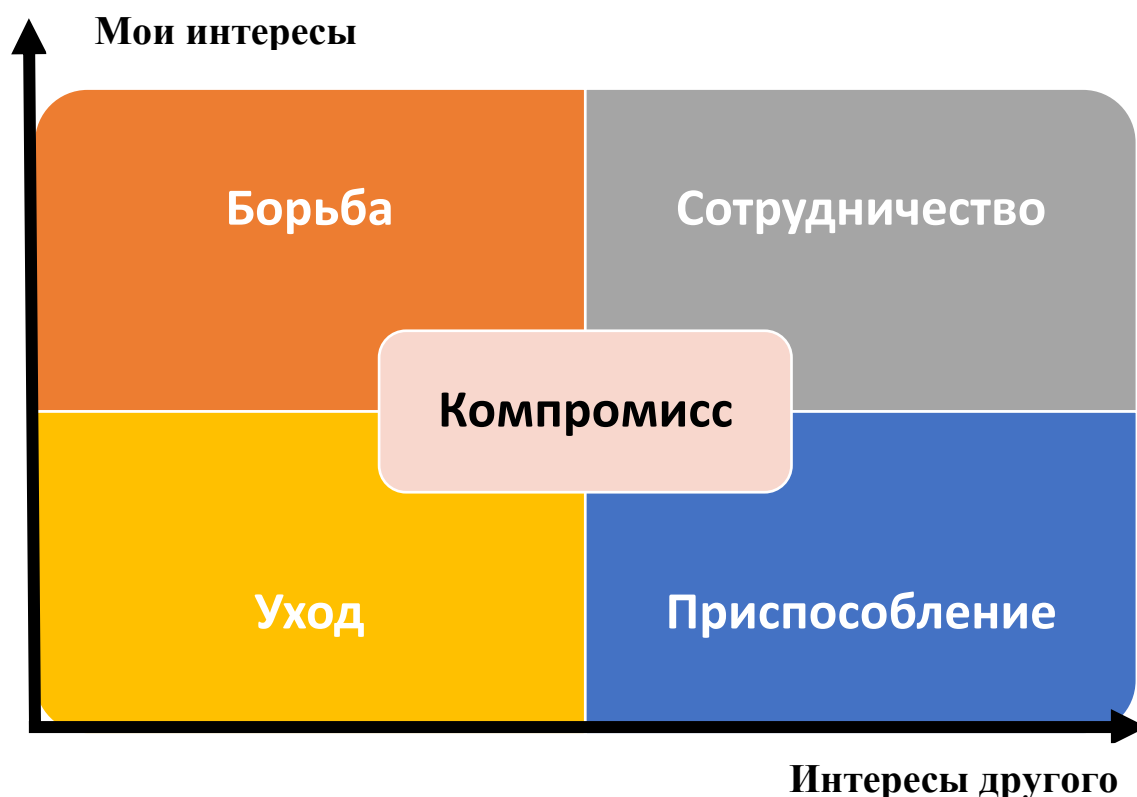 Мои интересы
Борьба
Сотрудничество
Компромисс
Уход
Приспособление
Интересы другого